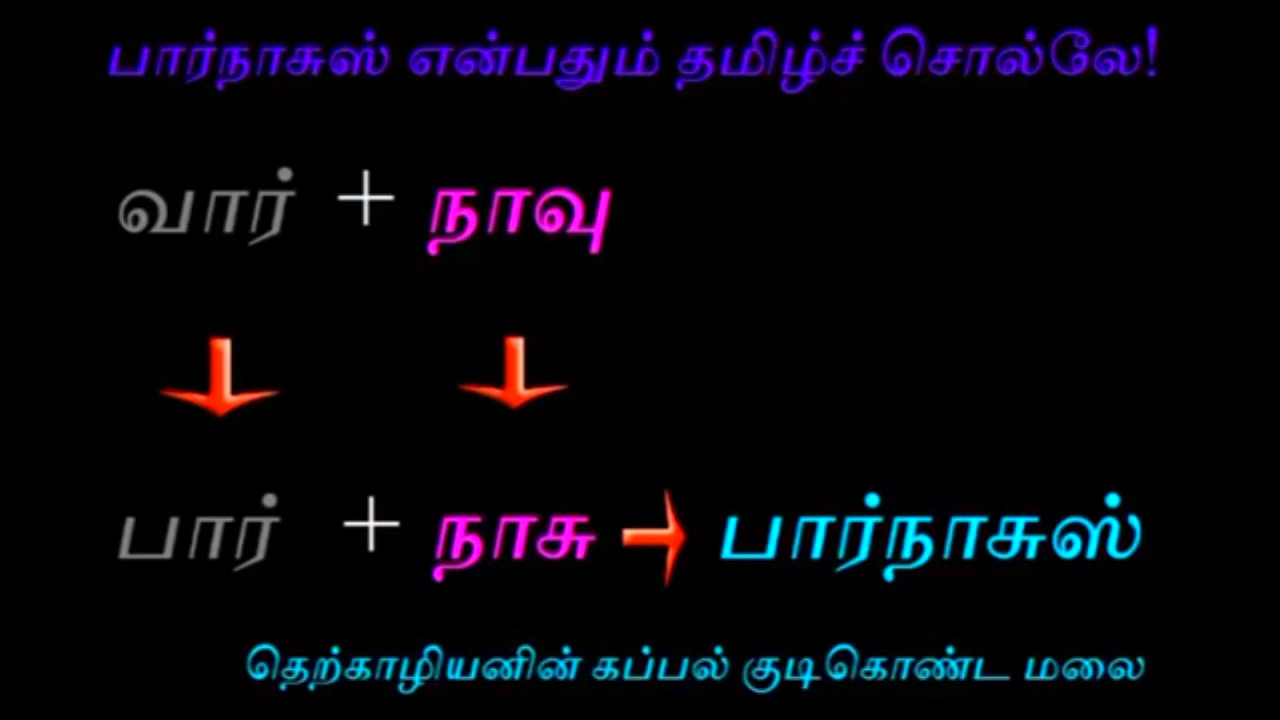 பார்நாசுஸ் என்பதும் தமிழ்ச் சொல்லே!
வார் + நாவு
பார் + நாசு → பார்நாசுஸ்
தெற்காழியனின் கப்பல் குடிகொண்ட மலை